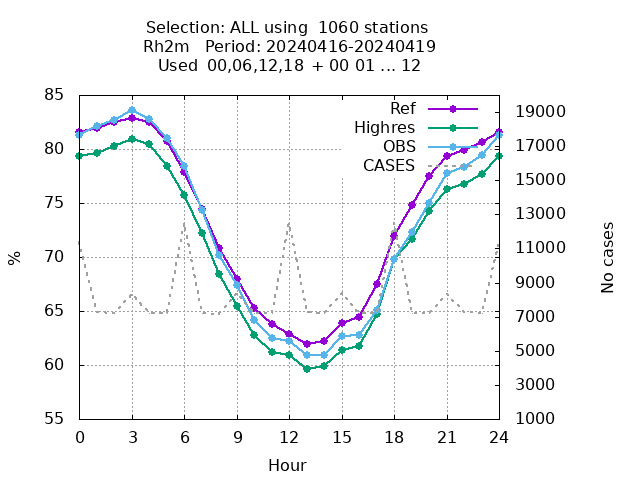 Selection: ALL using  1060 stations
Rh2m   Period: 20240416-20240419
Used  00,06,12,18  + 00 01 ... 12
85
80
75
70
65
60
55
%
Ref
Highres
OBS
CASES
19000
17000
15000
13000
11000
9000
7000
5000
3000
1000
No cases
0 3 6 9 12 15 18 21 24
Hour